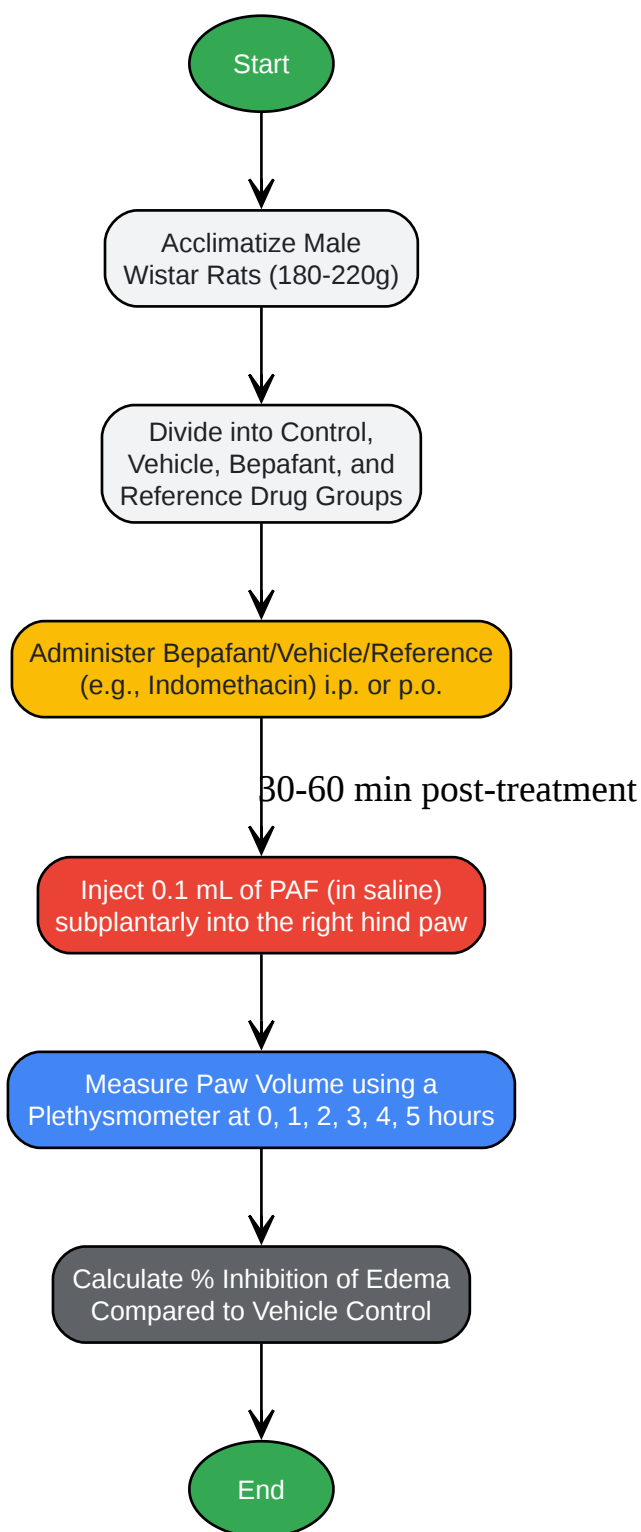 Start
Acclimatize Male
Wistar Rats (180-220g)
Divide into Control,
Vehicle, Bepafant, and
Reference Drug Groups
Administer Bepafant/Vehicle/Reference
(e.g., Indomethacin) i.p. or p.o.
30-60 min post-treatment
Inject 0.1 mL of PAF (in saline)
subplantarly into the right hind paw
Measure Paw Volume using a
Plethysmometer at 0, 1, 2, 3, 4, 5 hours
Calculate % Inhibition of Edema
Compared to Vehicle Control
End